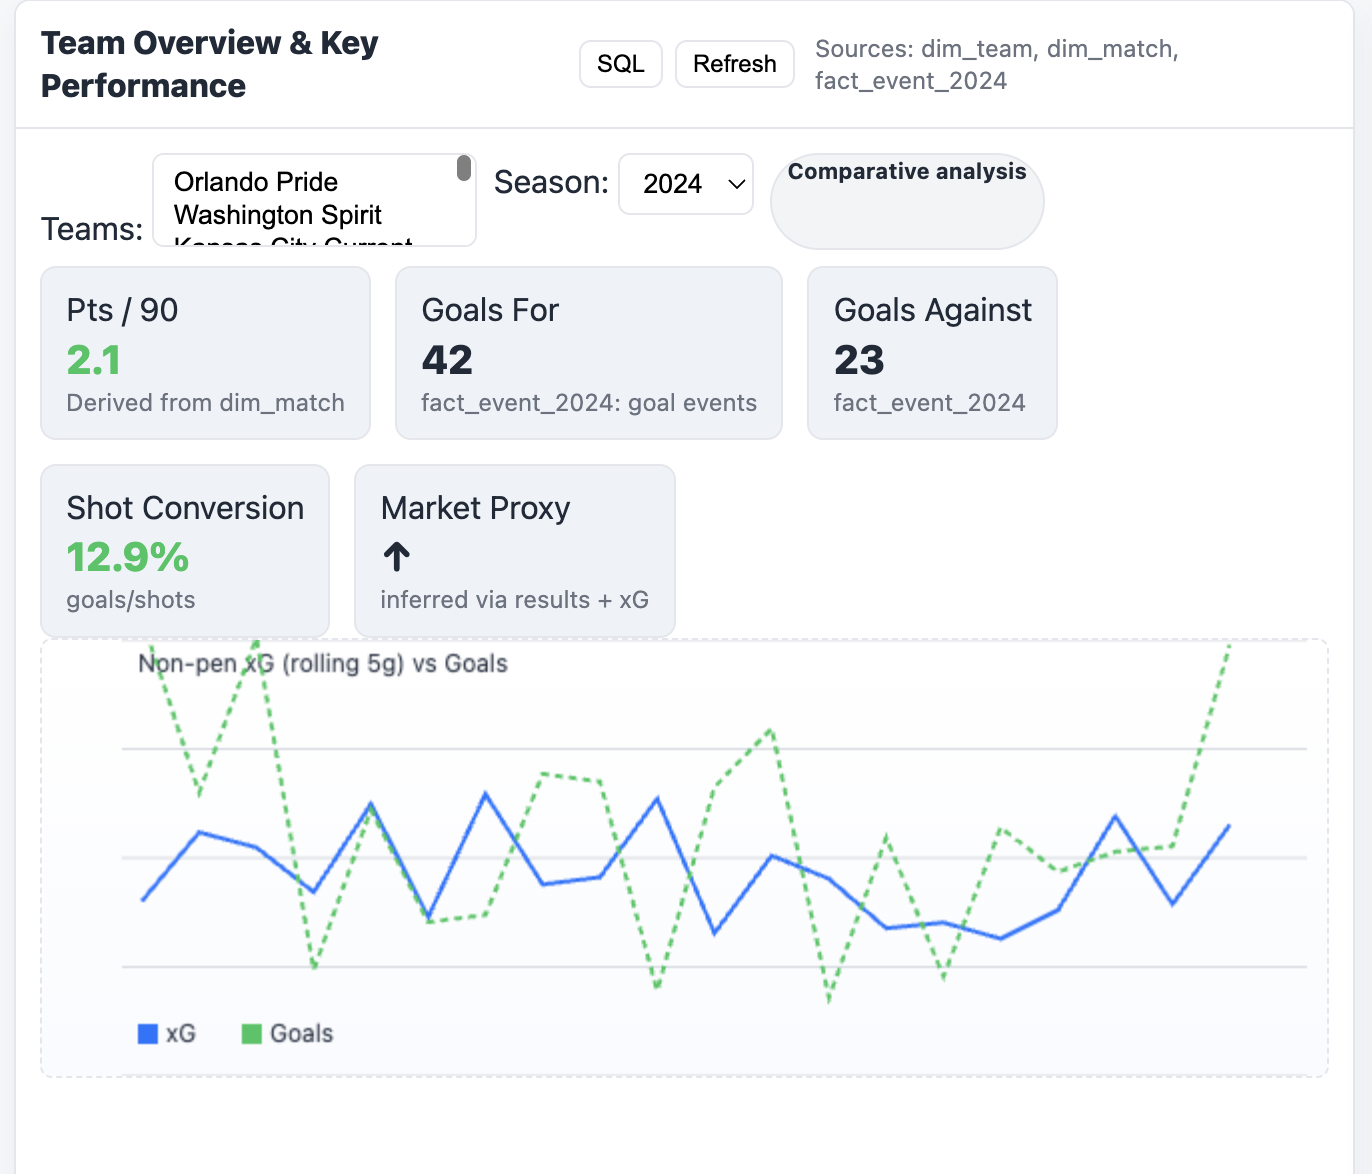 Team Overview & Key
Performance
SQL
Refresh
Sources: dim_team, dim_match,
fact_event_2024
Teams:
Orlando Pride
Washington Spirit
Kansas City Current
Season:
2024
Comparative analysis
Pts / 90
2.1
Derived from dim_match
Goals For
42
fact_event_2024: goal events
Goals Against
23
fact_event_2024
Shot Conversion
12.9%
goals/shots
Market Proxy
↑
inferred via results + xG
Non-pen xG (rolling 5g) vs Goals
xG
Goals